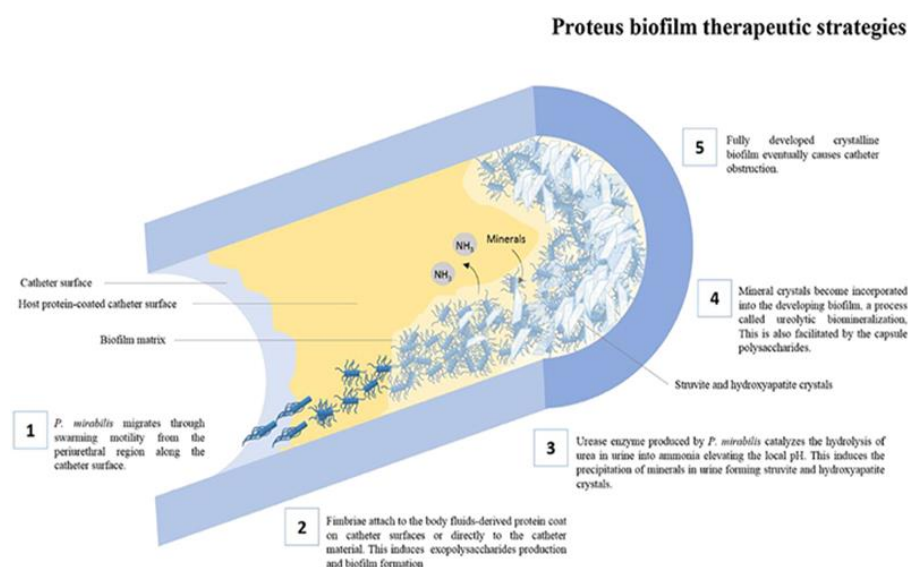 Proteus biofilm therapeutic strategies
5
Fully developed crystalline
biofilm eventually causes catheter
obstruction.
NH3
Minerals
NH3
Catheter surface
Host protein-coated catheter surface
Biofilm matrix
4
Mineral crystals become incorporated
into the developing biofilm, a process
called ureolytic biomineralization.
This is also facilitated by the capsule
polysaccharides.
Struvite and hydroxyapatite crystals
1
P. mirabilis migrates through
swarming motility from the
periurethral region along the
catheter surface.
3
Urease enzyme produced by P. mirabilis catalyzes the hydrolysis of
urea in urine into ammonia elevating the local pH. This induces the
precipitation of minerals in urine forming struvite and hydroxyapatite
crystals.
2
Fimbriae attach to the body fluids-derived protein coat
on catheter surfaces or directly to the catheter
material. This induces exopolysaccharides production
and biofilm formation